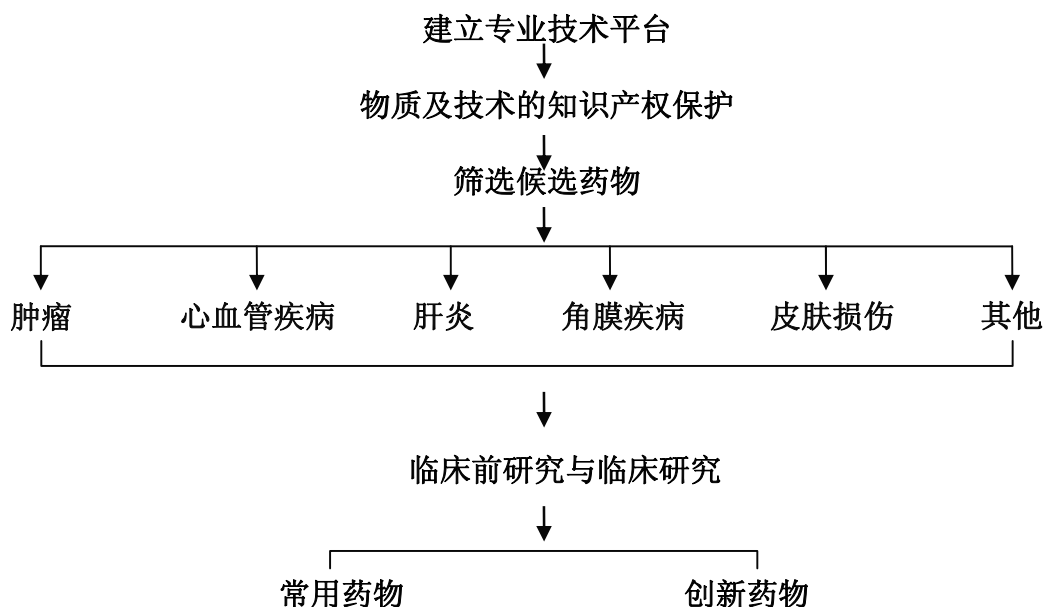 建立专业技术平台
物质及技术的知识产权保护
筛选候选药物
肿瘤 心血管疾病 肝炎 角膜疾病 皮肤损伤 其他
临床前研究与临床研究
常用药物 创新药物